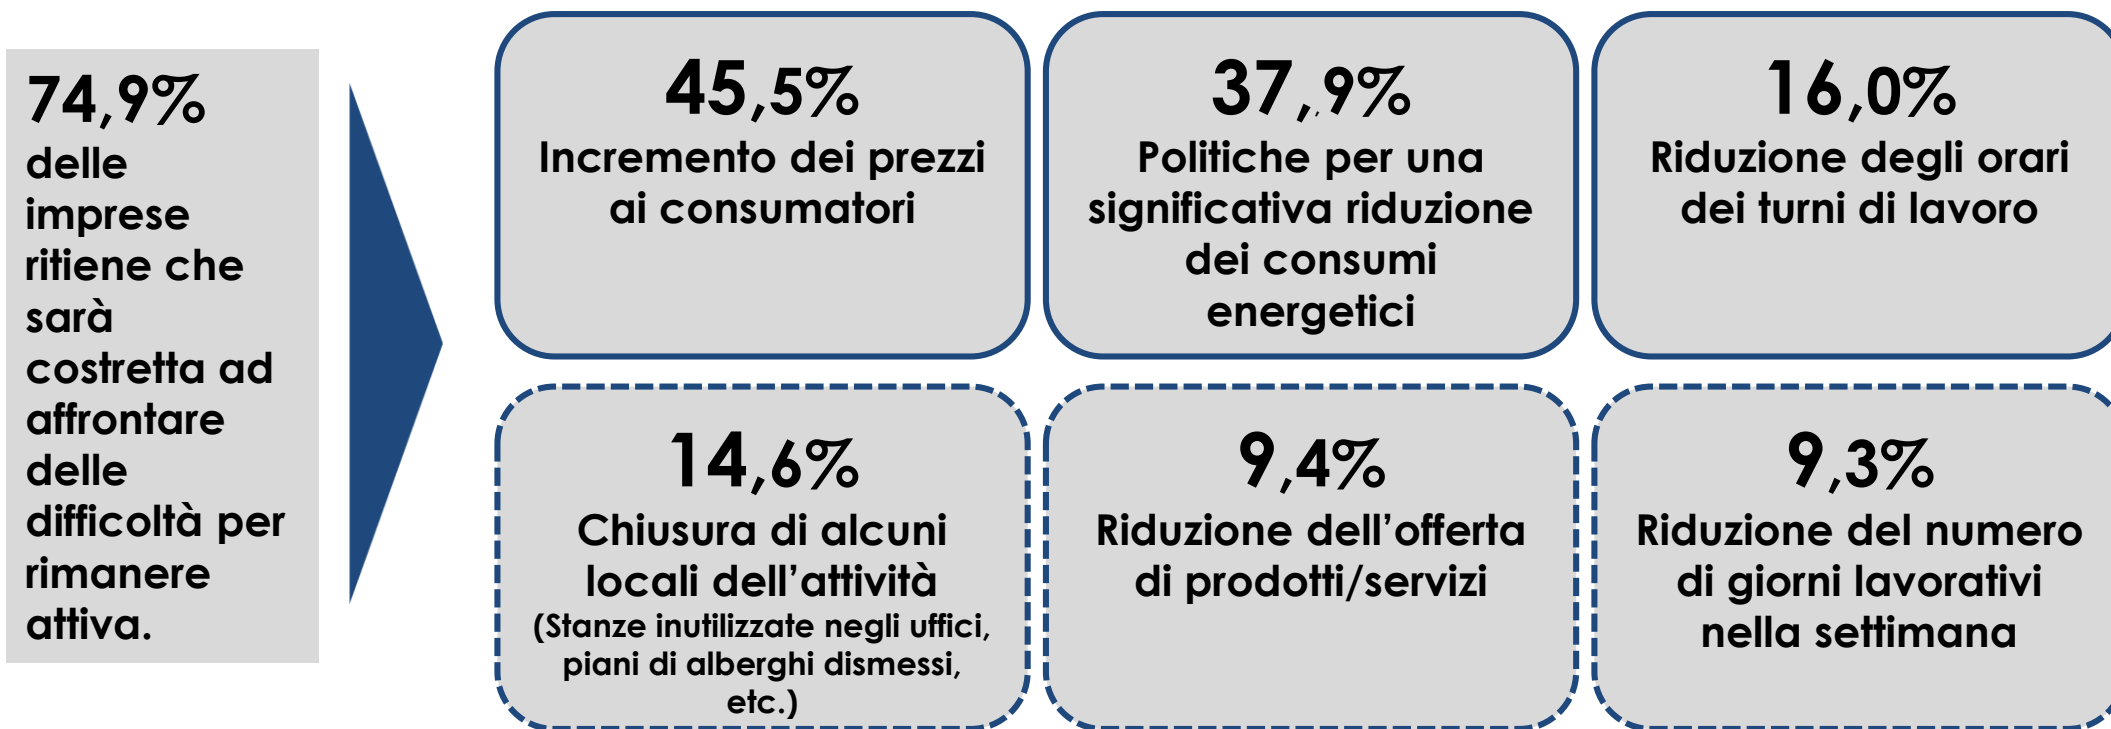 74,9%
delle
imprese
ritiene che
sarà
costretta ad
affrontare
delle
difficoltà per
rimanere
attiva.
45,5%
Incremento dei prezzi
ai consumatori
37,,9%
Politiche per una
significativa riduzione
dei consumi
energetici
16,0%
Riduzione degli orari
dei turni di lavoro
14,6%
Chiusura di alcuni
locali dell’attività
(Stanze inutilizzate negli uffici,
piani di alberghi dismessi,
etc.)
9,4%
Riduzione dell’offerta
di prodotti/servizi
9,3%
Riduzione del numero
di giorni lavorativi
nella settimana